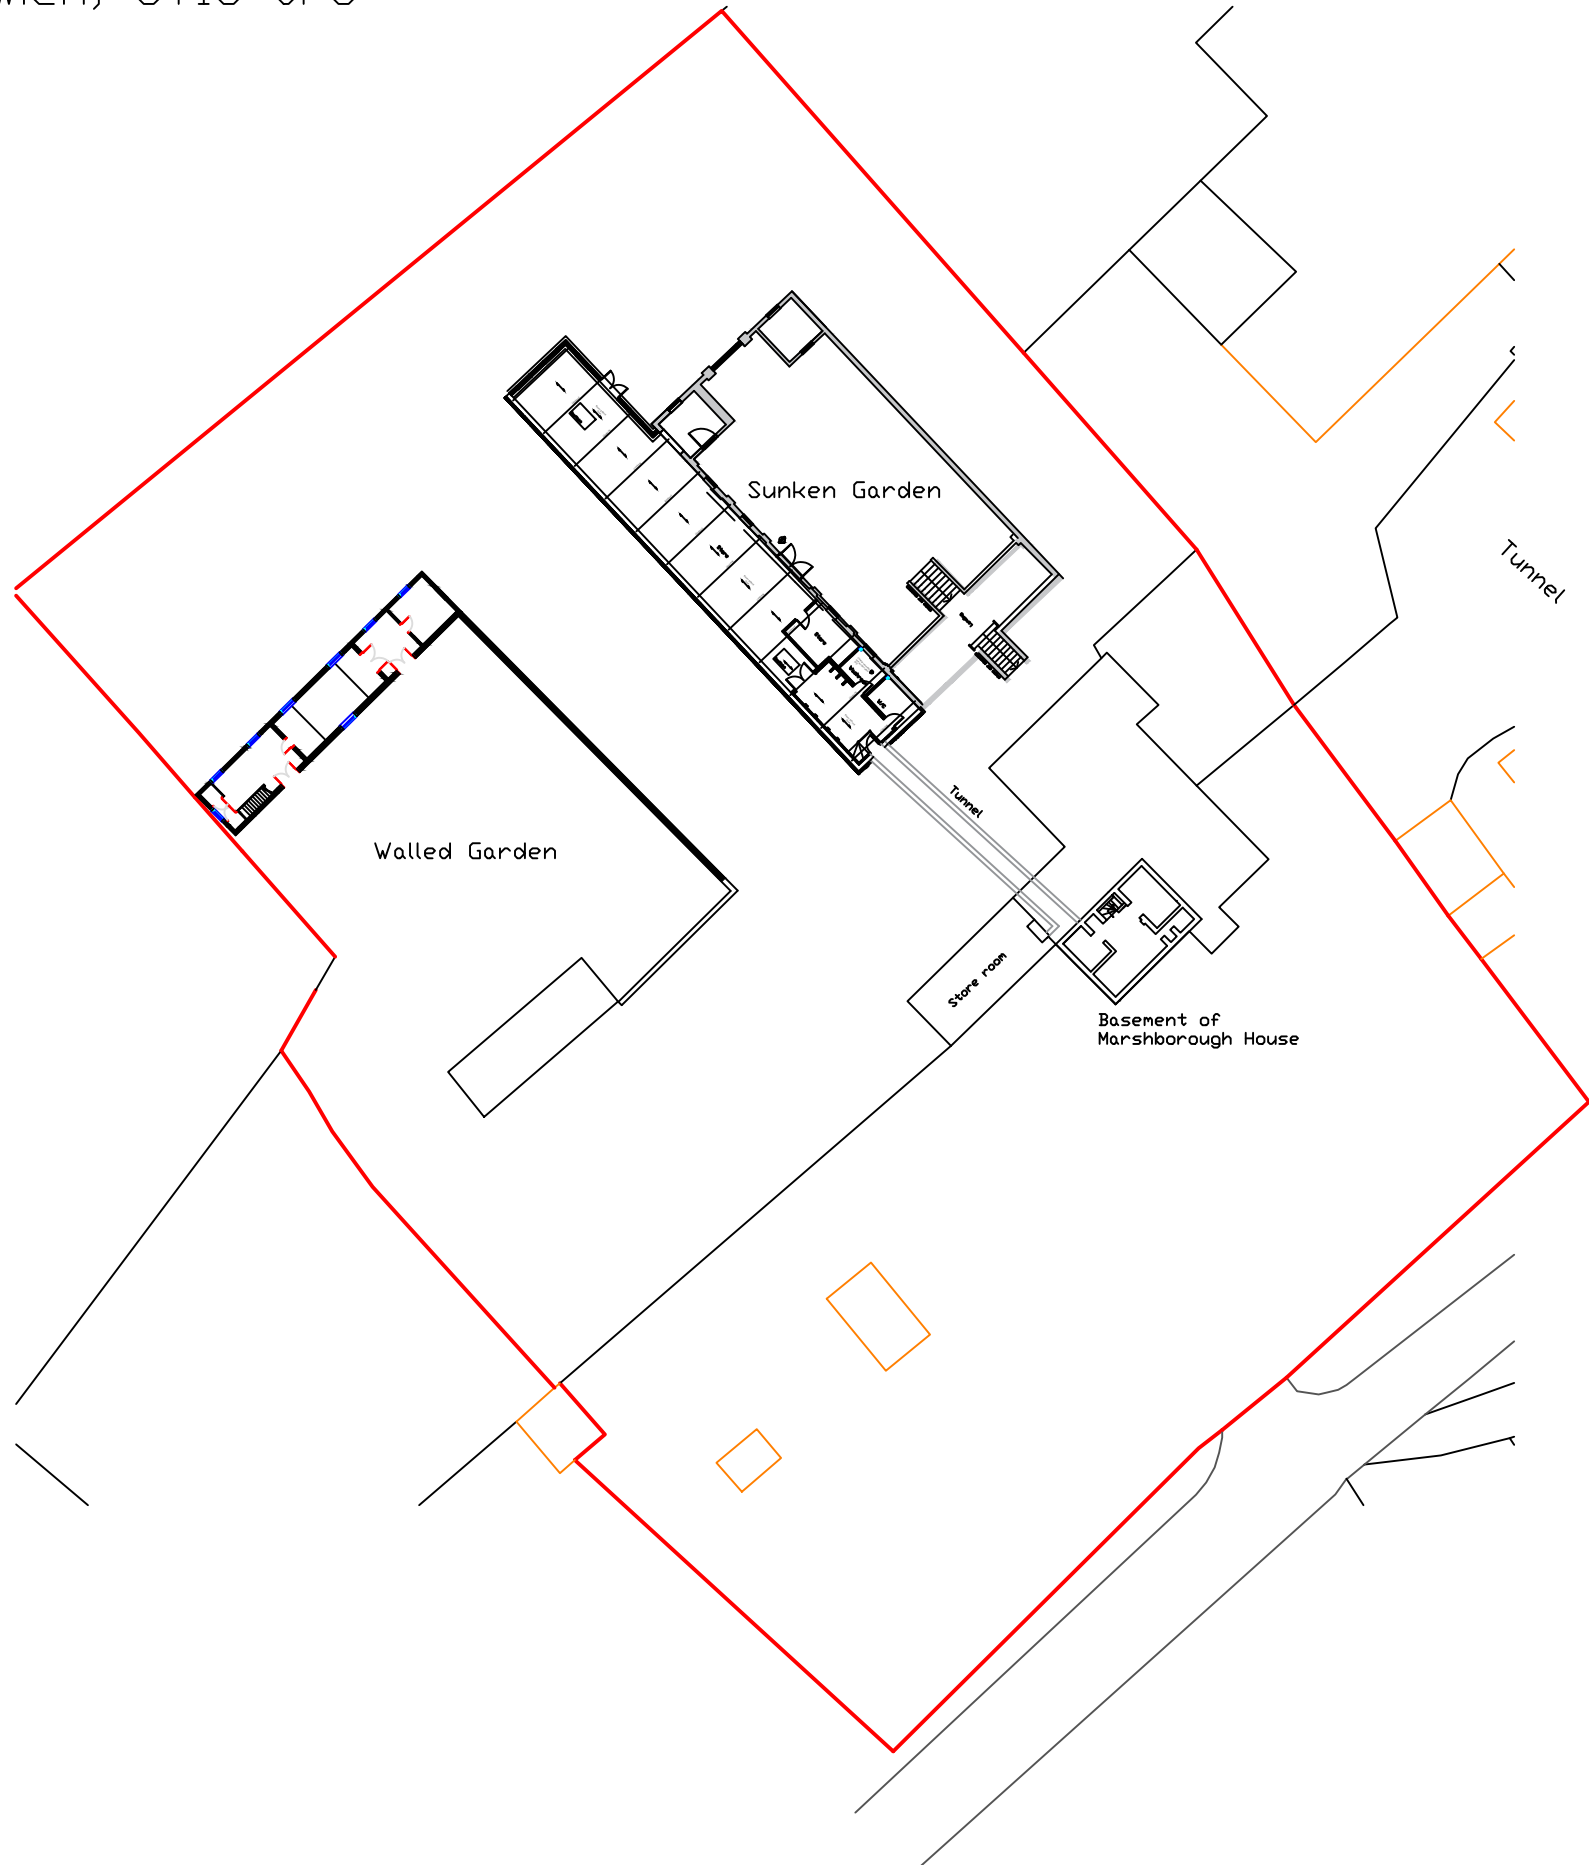 Sunken Garden
Tunnel
Tunnel
Walled Garden
Store room
Basement of
Marshborough House